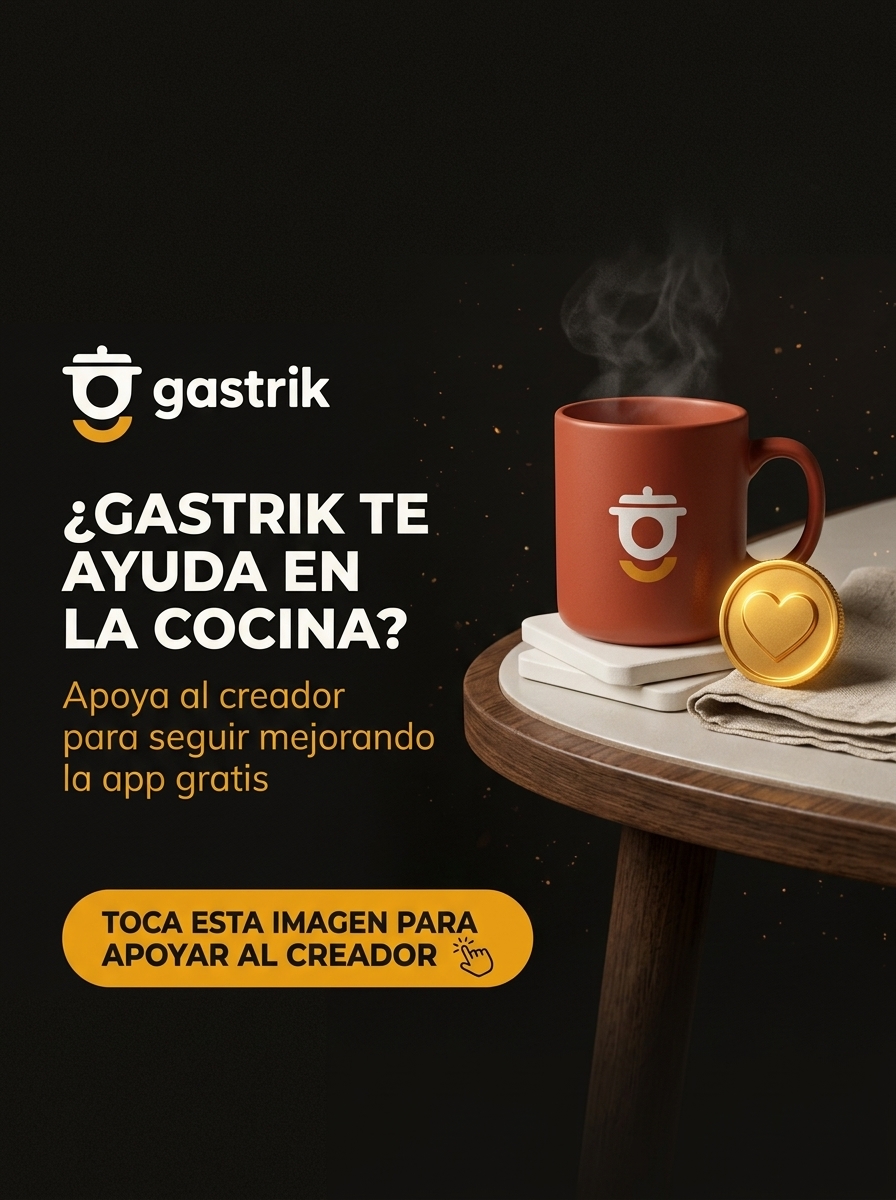 gastrik
¿GASTRIK TE
AYUDA EN
LA COCINA?
Apoya al creador
para seguir mejorando
la app gratis
TOCA ESTA IMAGEN PARA
APOYAR AL CREADOR